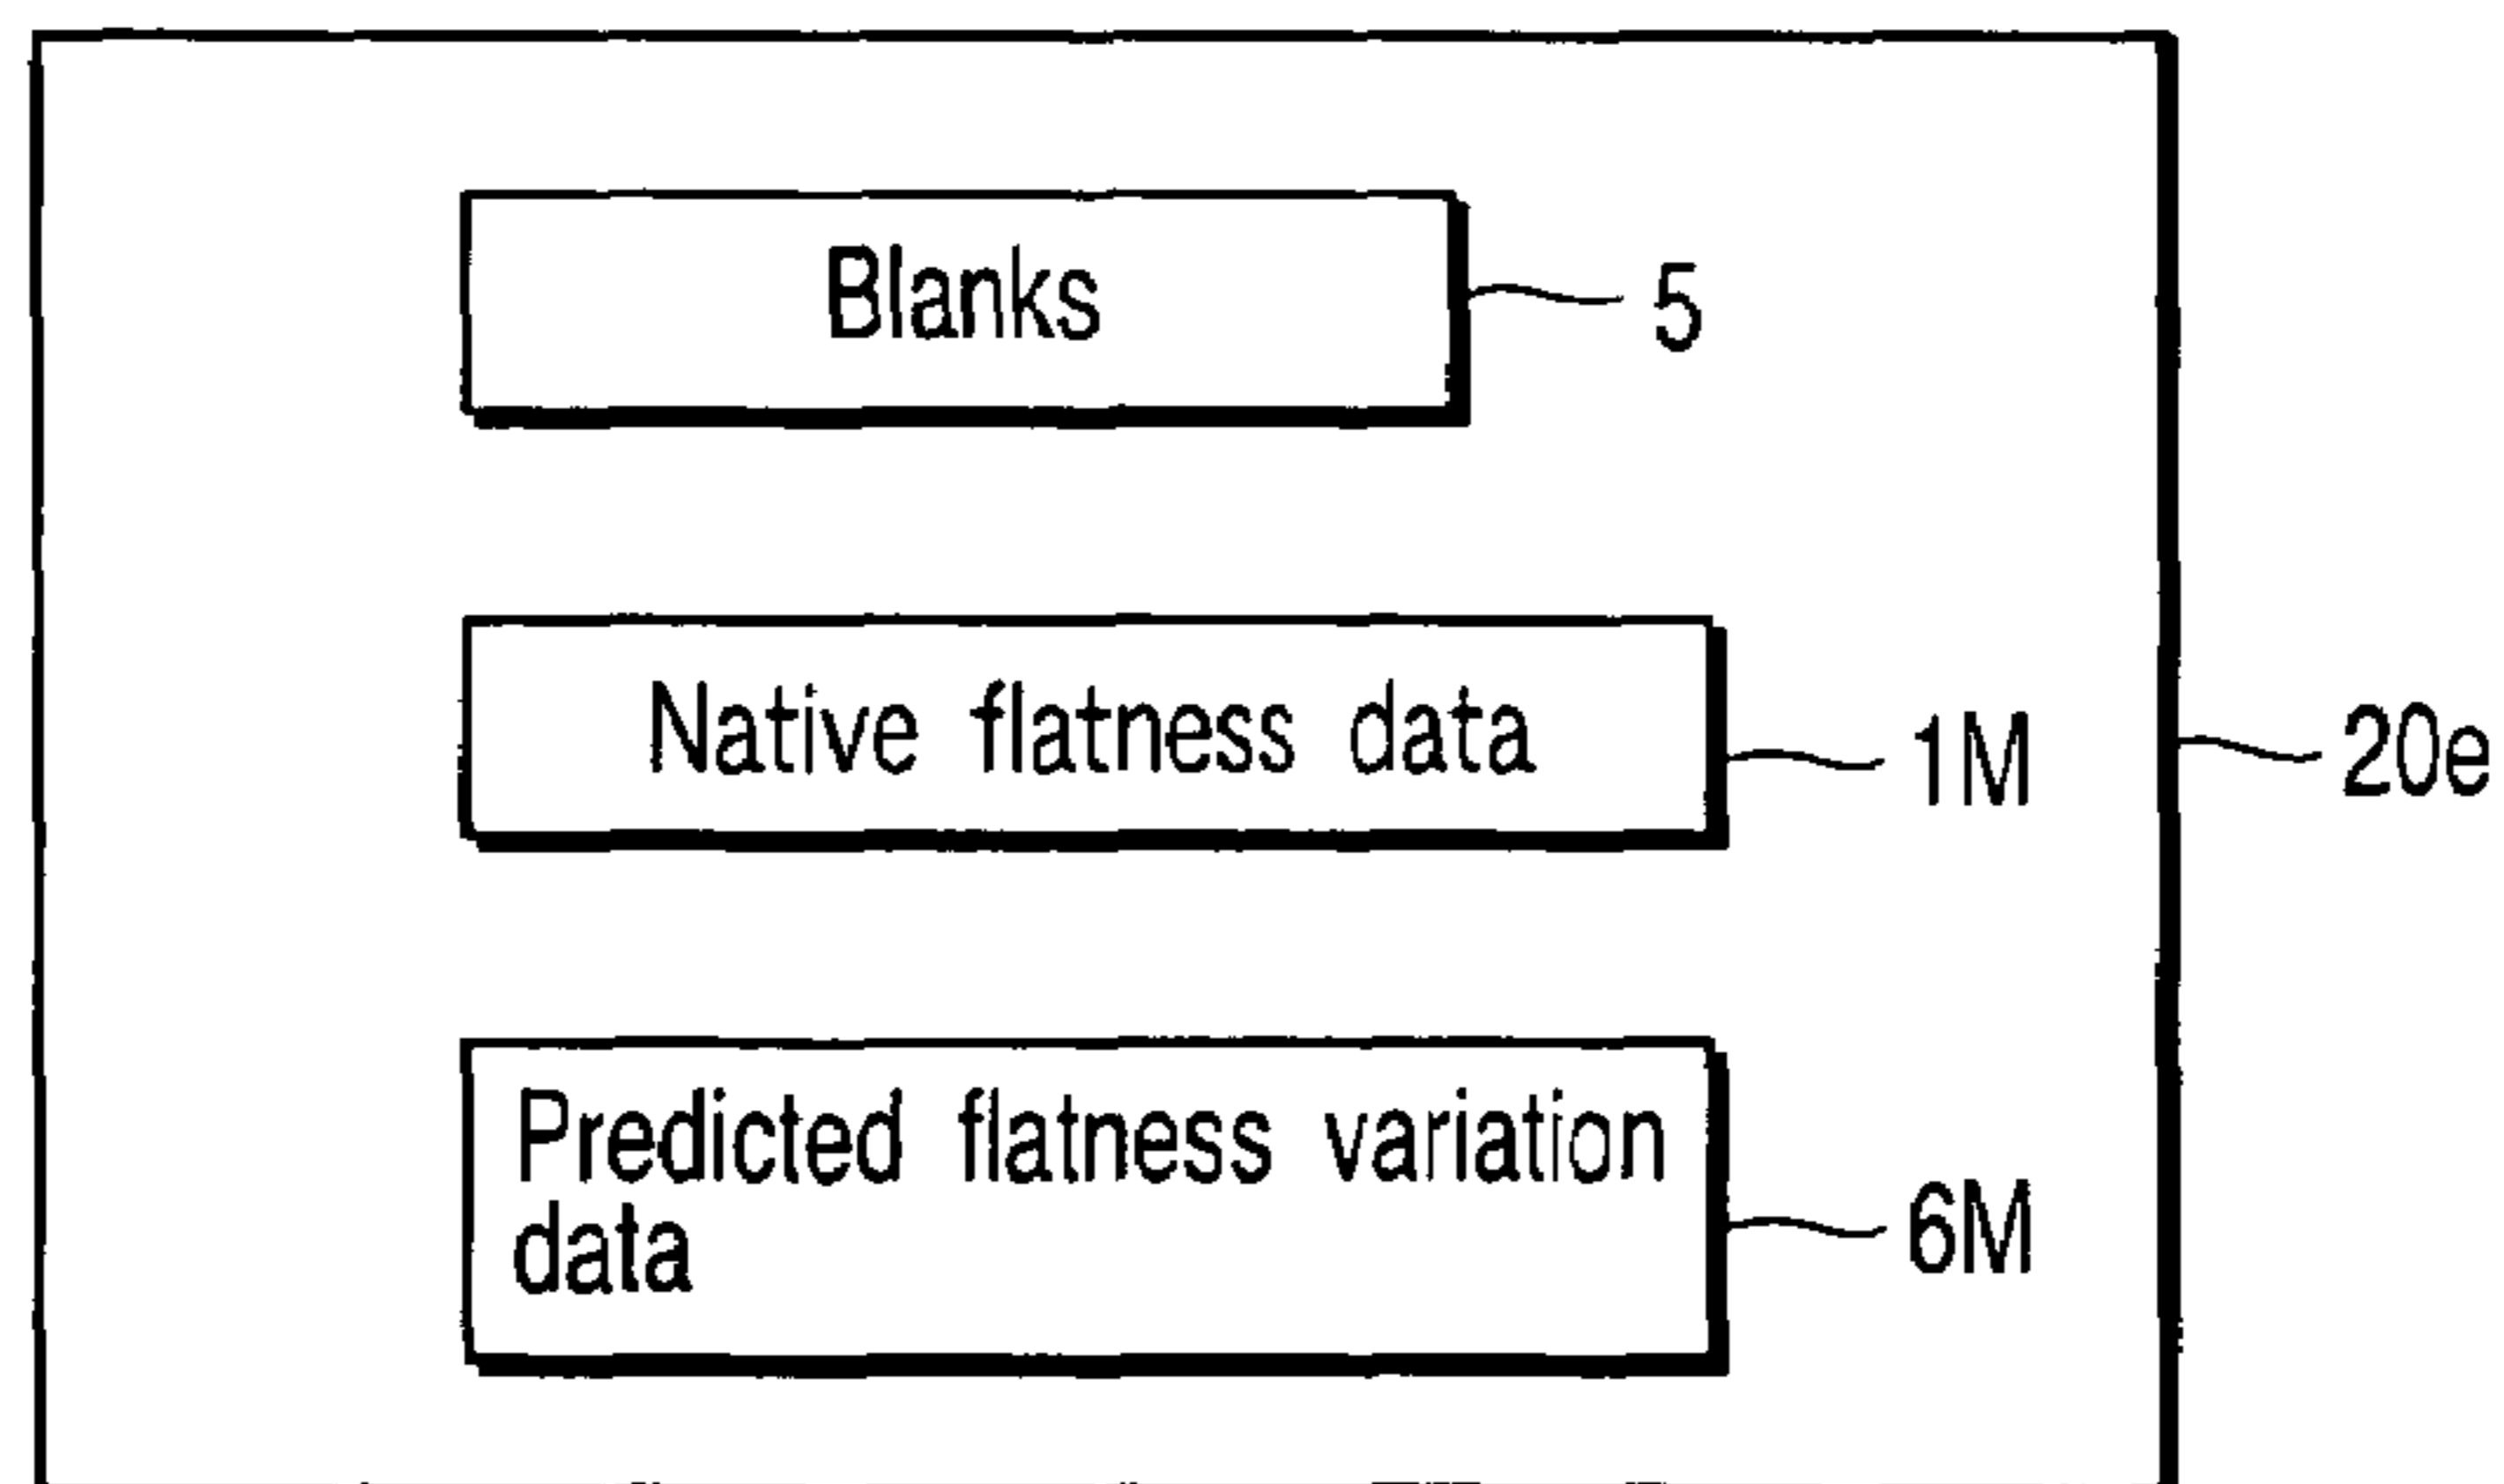 Blanks
5
Native flatness data
1M
20e
Predicted flatness variation
data
6M